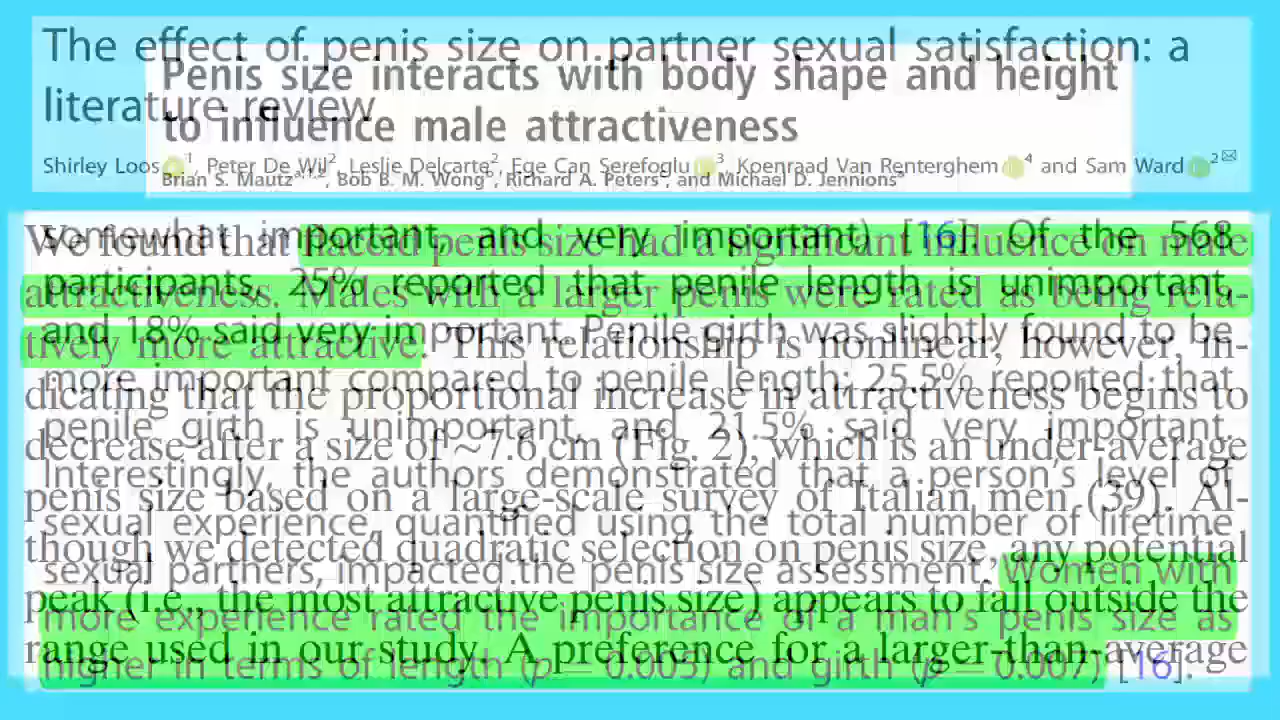 The effect of penis size on partner sexual satisfaction: a
literature review
Shirley Loos 1, Peter De Wil2, Leslie Delcarte2, Ege Can Serefoglu 3, Koenraad Van Renterghem 4 and Sam Ward 2✉
Penis size interacts with body shape and height
to influence male attractiveness
Brian S. Mautz, Bob B. M. Wong, Richard A. Peters, and Michael D. Jennions
somewhat important, and very important) [16]. Of the 568
participants, 25% reported that penile length is unimportant,
and 18% said very important. Penile girth was slightly found to be
more important compared to penile length; 25.5% reported that
penile girth is unimportant, and 21.5% said very important.
Interestingly, the authors demonstrated that a person's level of
sexual experience, quantified using the total number of lifetime
sexual partners, impacted the penis size assessment. Women with
more experience rated the importance of a man's penis size as
higher in terms of length (p = 0.005) and girth (p = 0.007) [16].
We found that flaccid penis size had a significant influence on male
attractiveness. Males with a larger penis were rated as being rela-
tively more attractive. This relationship is nonlinear, however, in-
dicating that the proportional increase in attractiveness begins to
decrease after a size of ~7.6 cm (Fig. 2), which is an under-average
penis size based on a large-scale survey of Italian men (39). Al-
though we detected quadratic selection on penis size, any potential
peak (i.e., the most attractive penis size) appears to fall outside the
range used in our study. A preference for a larger-than-average